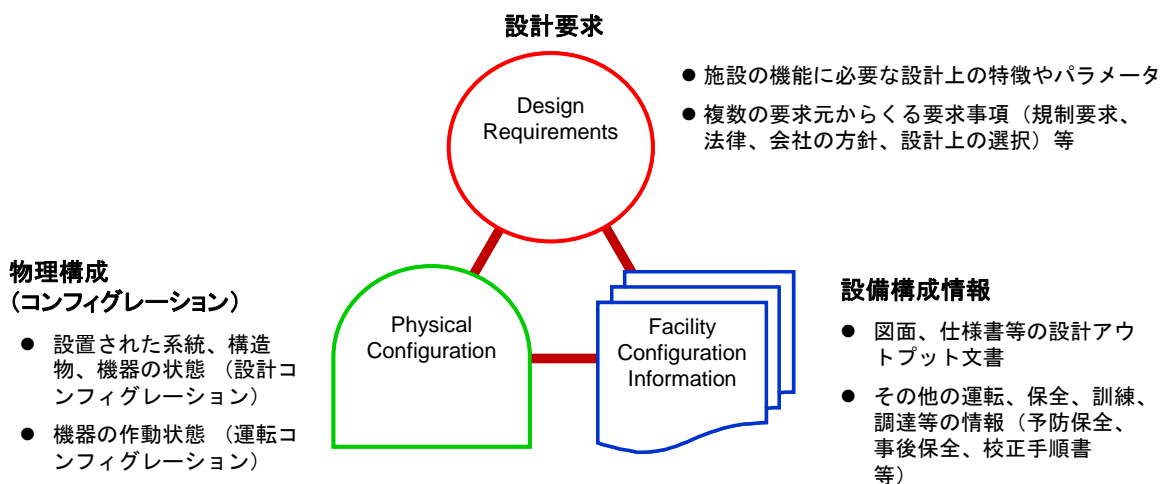 設計要求
Design
Requirements
● 施設の機能に必要な設計上の特徴やパラメータ
● 複数の要求元からくる要求事項（規制要求、
法律、会社の方針、設計上の選択）等
物理構成
（コンフィグレーション）
● 設置された系統、構造
物、機器の状態 （設計コ
ンフィグレーション）
● 機器の作動状態 （運転コ
ンフィグレーション）
Physical
Configuration
Facility
Configuration
Information
設備構成情報
● 図面、仕様書等の設計アウ
トプット文書
● その他の運転、保全、訓練、
調達等の情報（予防保全、
事後保全、校正手順書
等）